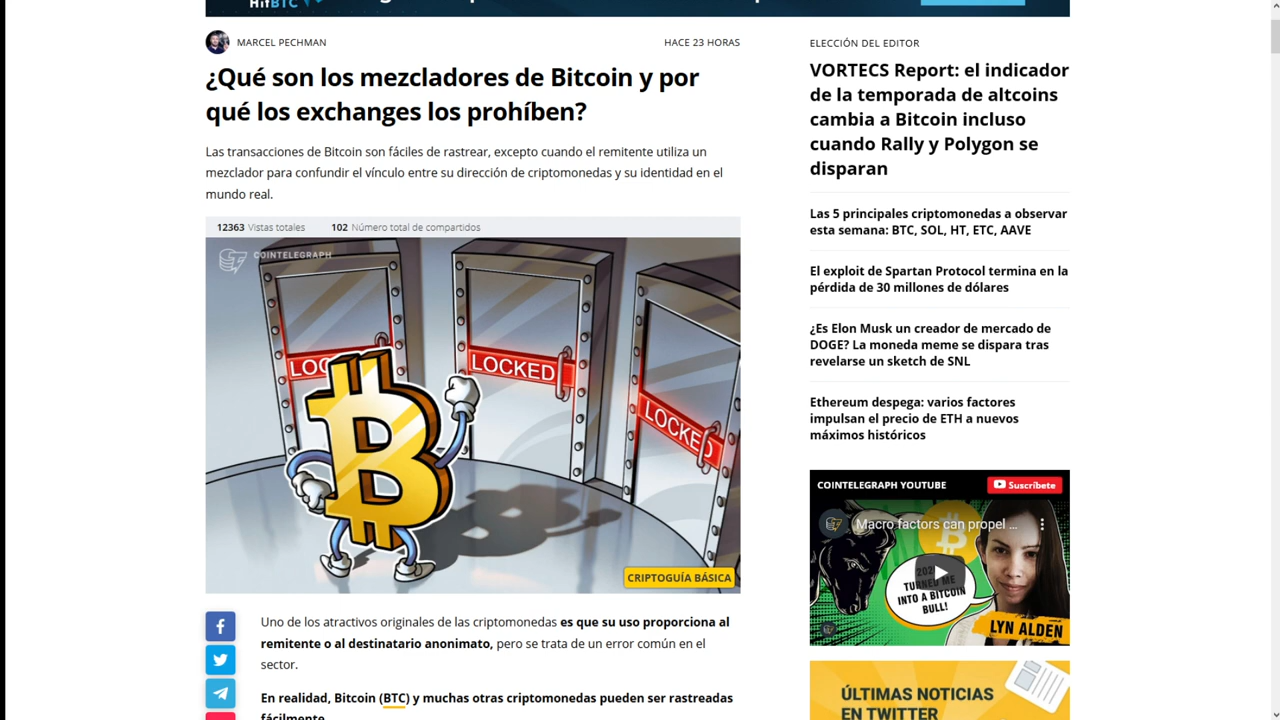 HitBTC
MARCEL PECHMAN
HACE 23 HORAS
¿Qué son los mezcladores de Bitcoin y por
qué los exchanges los prohíben?
Las transacciones de Bitcoin son fáciles de rastrear, excepto cuando el remitente utiliza un
mezclador para confundir el vínculo entre su dirección de criptomonedas y su identidad en el
mundo real.
12363 Vistas totales
102 Número total de compartidos
COINTELEGRAPH
LOCKED
LOCKED
CRIPTOGUÍA BÁSICA
Uno de los atractivos originales de las criptomonedas es que su uso proporciona al
remitente o al destinatario anonimato, pero se trata de un error común en el
sector.
En realidad, Bitcoin (BTC) y muchas otras criptomonedas pueden ser rastreadas
fácilmente
ELECCIÓN DEL EDITOR
VORTECS Report: el indicador
de la temporada de altcoins
cambia a Bitcoin incluso
cuando Rally y Polygon se
disparan
Las 5 principales criptomonedas a observar
esta semana: BTC, SOL, HT, ETC, AAVE
El exploit de Spartan Protocol termina en la
pérdida de 30 millones de dólares
¿Es Elon Musk un creador de mercado de
DOGE? La moneda meme se dispara tras
revelarse un sketch de SNL
Ethereum despega: varios factores
impulsan el precio de ETH a nuevos
máximos históricos
COINTELEGRAPH YOUTUBE
Suscríbete
Macro factors can propel ...
TURNED ME
INTO A BITCOIN
BULL!
LYN ALDEN
ÚLTIMAS NOTICIAS
EN TWITTER